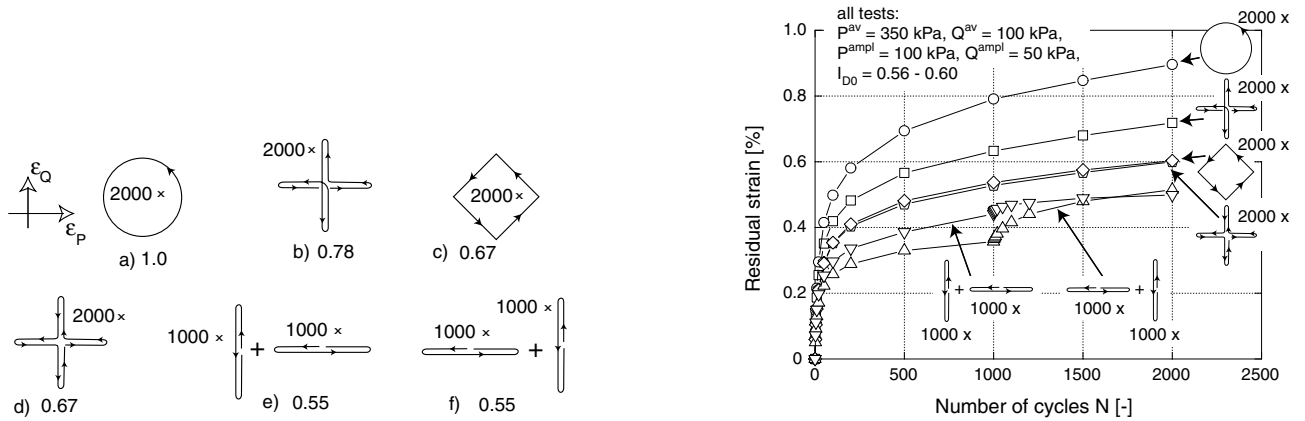 εQ
εP
2000 ×
a) 1.0
2000 ×
b) 0.78
2000 ×
c) 0.67
2000 ×
d) 0.67
1000 ×
+
1000 ×
e) 0.55
1000 ×
+
1000 ×
f) 0.55
all tests:
P^av = 350 kPa, Q^av = 100 kPa,
P^ampl = 100 kPa, Q^ampl = 50 kPa,
I_D0 = 0.56 - 0.60
2000 x
2000 x
2000 x
2000 x
1.0
0.8
0.6
0.4
0.2
0
Residual strain [%]
+
1000 x
1000 x
+
1000 x
1000 x
0
500
1000
1500
2000
2500
Number of cycles N [-]